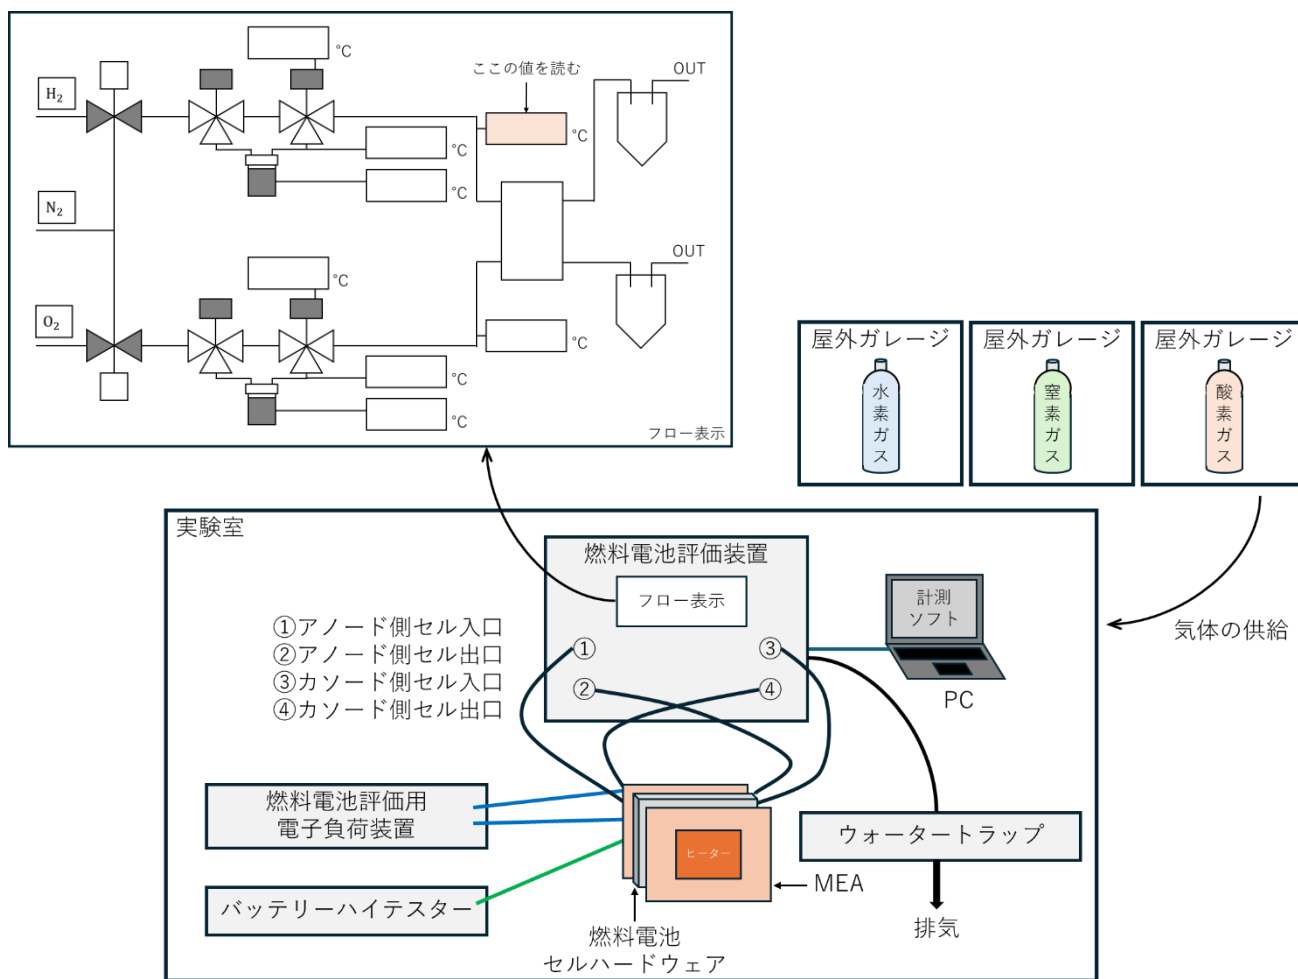 °C
ここの値を読む
OUT
H₂
°C
°C
°C
N₂
OUT
°C
O₂
°C
°C
°C
フロー表示
屋外ガレージ
水素ガス
屋外ガレージ
窒素ガス
屋外ガレージ
酸素ガス
気体の供給
実験室
燃料電池評価装置
フロー表示
①アノード側セル入口
②アノード側セル出口
③カソード側セル入口
④カソード側セル出口
①
③
②
④
計測
ソフト
PC
燃料電池評価用
電子負荷装置
バッテリーハイテスター
ヒーター
MEA
燃料電池
セルハードウェア
ウォータートラップ
排気